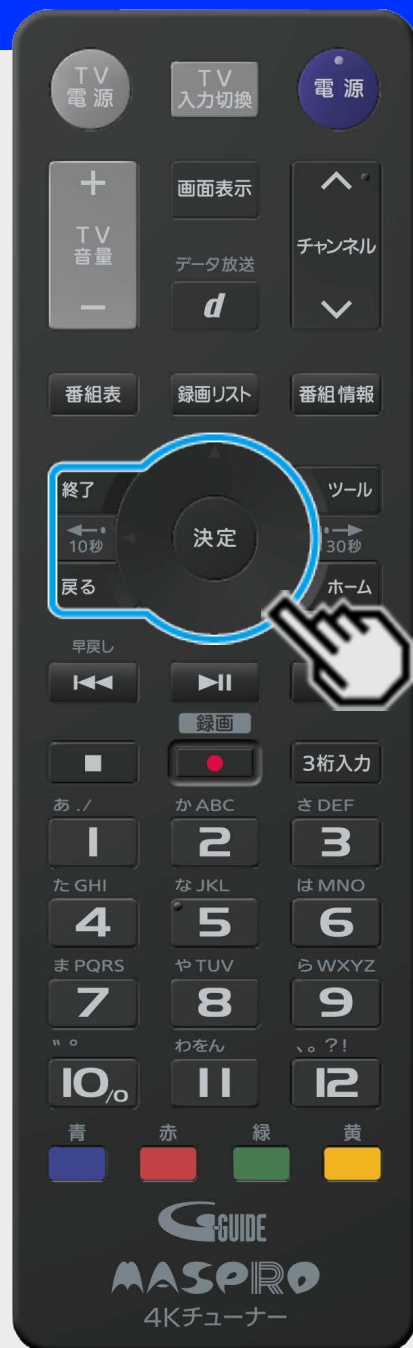 TV
電源
TV
入力切換
電源
+
TV
音量
−
画面表示
データ放送
d
チャンネル
番組表
録画リスト
番組情報
終了
ツール
10秒
決定
30秒
戻る
ホーム
早戻し
録画
3桁入力
あ./
かABC
さDEF
1
2
3
たGHI
なJKL
はMNO
4
5
6
まPQRS
やTUV
らWXYZ
7
8
9
゛゜
わをん
、。?!
10/0
11
12
青
赤
緑
黄
G-GUIDE
MASPRO
4Kチューナー